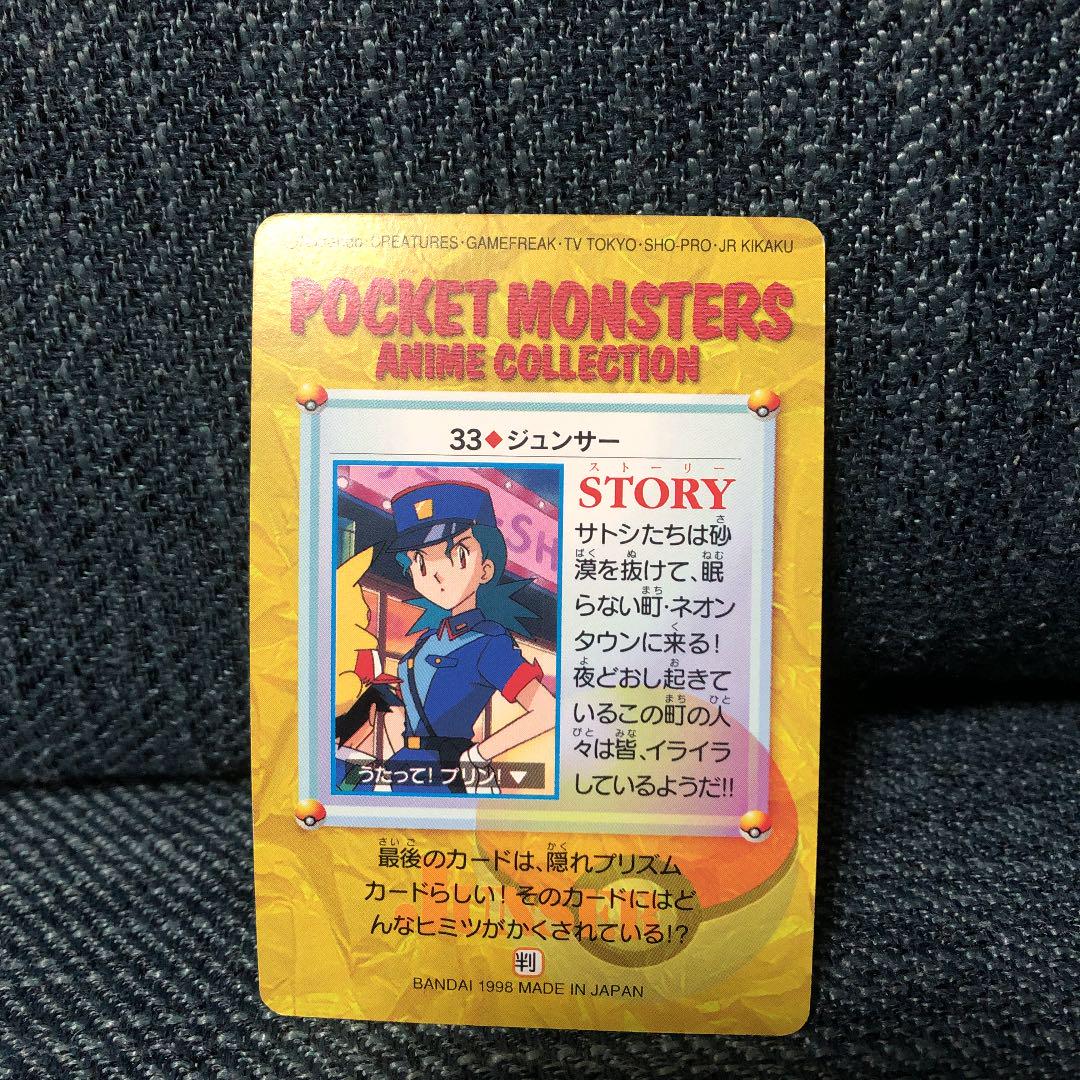 CREATURES・GAMEFREAK・TV TOKYO・SHO-PRO・JR KIKAKU
POCKET MONSTERS
ANIME COLLECTION
33◆ジュンサー
-SH
うたって! プリン! ▼
ストーリー
STORY
サトシたちは砂
漠を抜けて、眠
らない町・ネオン
タウンに来る!
夜どおし起きて
いるこの町の人
々は皆、イライラ
しているようだ!!
最後のカードは、隠れプリズム
カードらしい! そのカードにはど
んなヒミツがかくされている!?
判
BANDAI 1998 MADE IN JAPAN